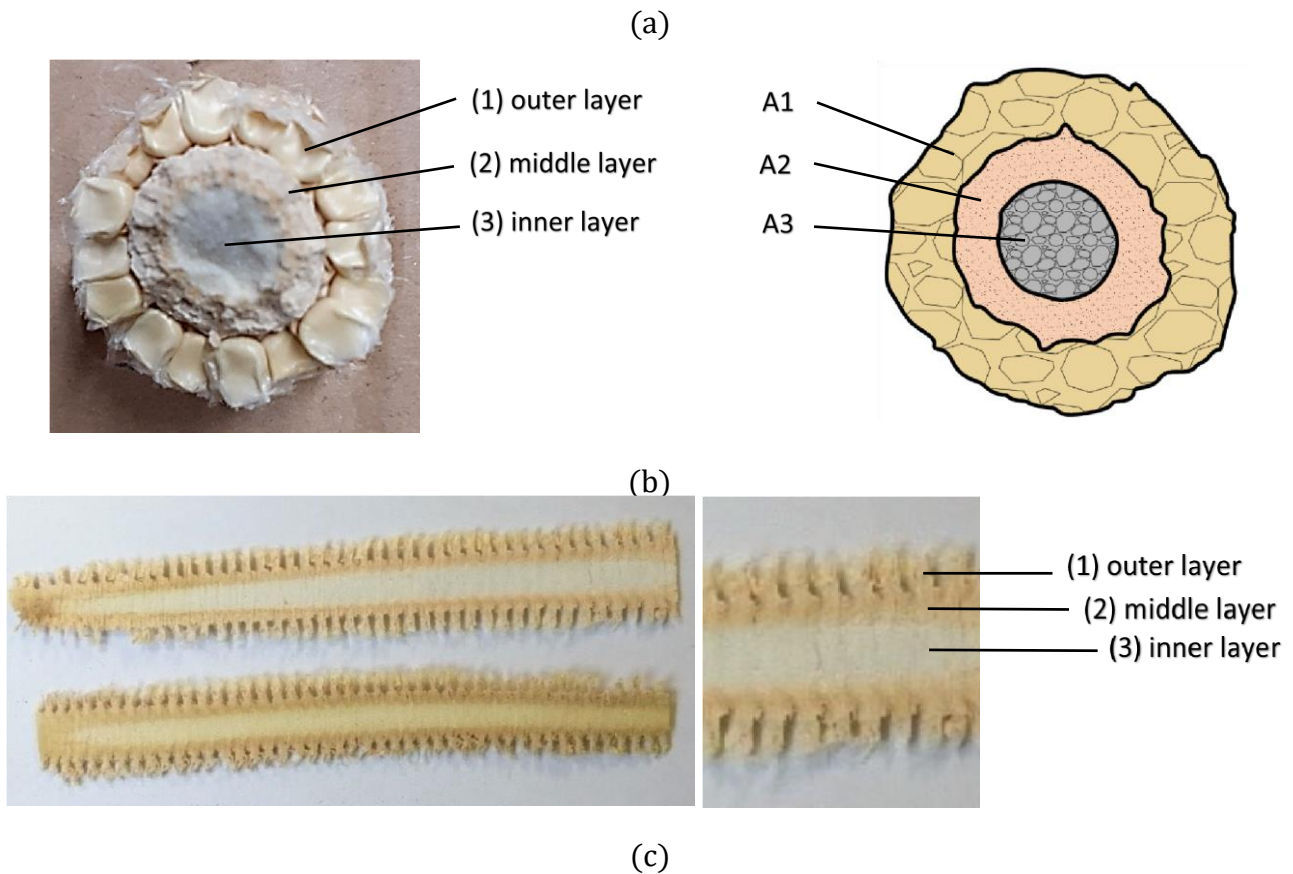 (a)
(1) outer layer
(2) middle layer
(3) inner layer
A1
A2
A3
(b)
(1) outer layer
(2) middle layer
(3) inner layer
(c)